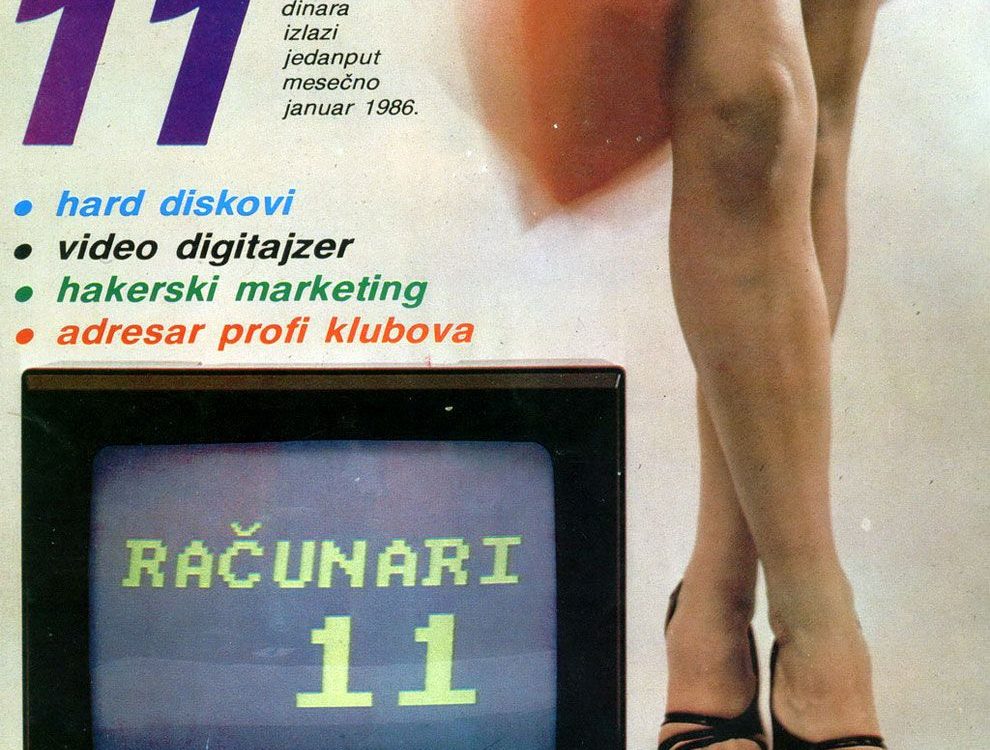 11
dinara
izlazi
jedanput
mesečno
januar 1986.
• hard diskovi
• video digitajzer
• hakerski marketing
• adresar profi klubova
RAČUNARI
11